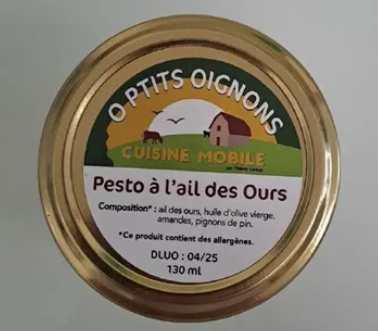 O PTITS OIGNONS
CUISINE MOBILE
Pesto à l'ail des Ours
Composition* : ail des ours, huile d'olive vierge,
amandes, pignons de pin.
*Ce produit contient des allergènes.
DLUO : 04/25
130 ml